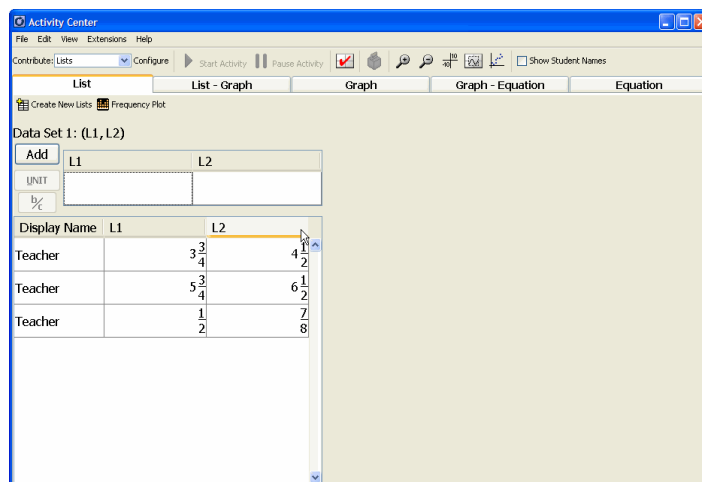 Activity Center
File Edit View Extensions Help
Contribute: Lists Configure Start Activity Pause Activity Show Student Names
List List - Graph Graph Graph - Equation Equation
Create New Lists Frequency Plot
Data Set 1: (L1, L2)
Add L1 L2
UNIT
b/c
Display Name L1 L2
Teacher 3 3/4 4 1/2
Teacher 5 3/4 6 1/2
Teacher 1/2 7/8